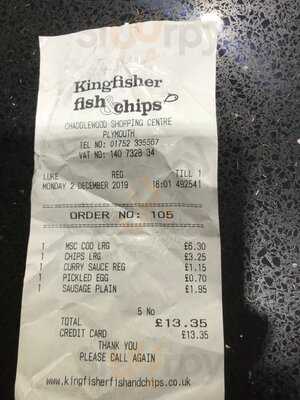 Sluurpy
Kingfisher
fish &chips
CHADDLEWOOD SHOPPING CENTRE
PLYMOUTH
TEL NO: 01752 335567
VAT NO: 140 7328 34
LUKE REG TILL 1
MONDAY 2 DECEMBER 2019 16:01 492541
ORDER NO: 105
1 MSC COD LRG £6.30
1 CHIPS LRG £3.25
1 CURRY SAUCE REG £1.15
1 PICKLED EGG £0.70
1 SAUSAGE PLAIN £1.95
5 No
TOTAL £13.35
CREDIT CARD £13.35
THANK YOU
PLEASE CALL AGAIN
www.kingfisherfishandchips.co.uk